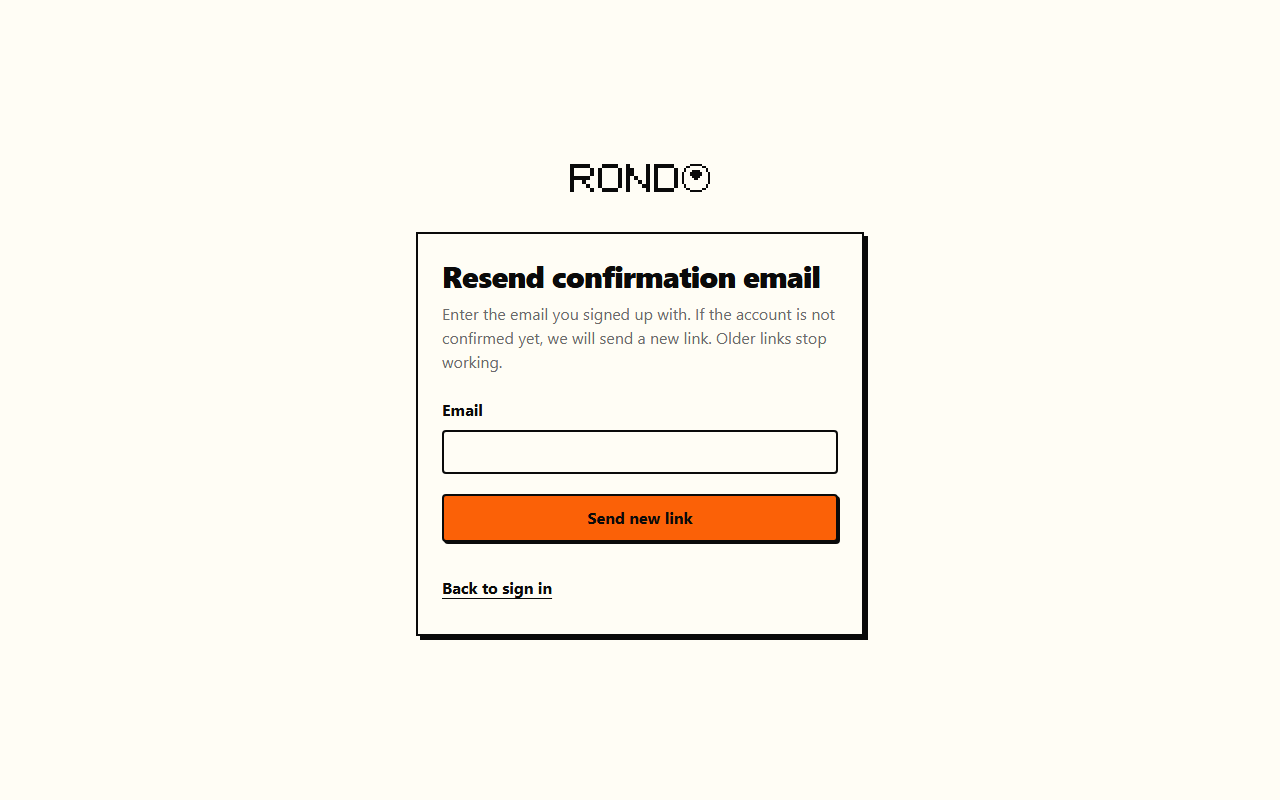 RONDO
Resend confirmation email
Enter the email you signed up with. If the account is not
confirmed yet, we will send a new link. Older links stop
working.
Email
Send new link
Back to sign in